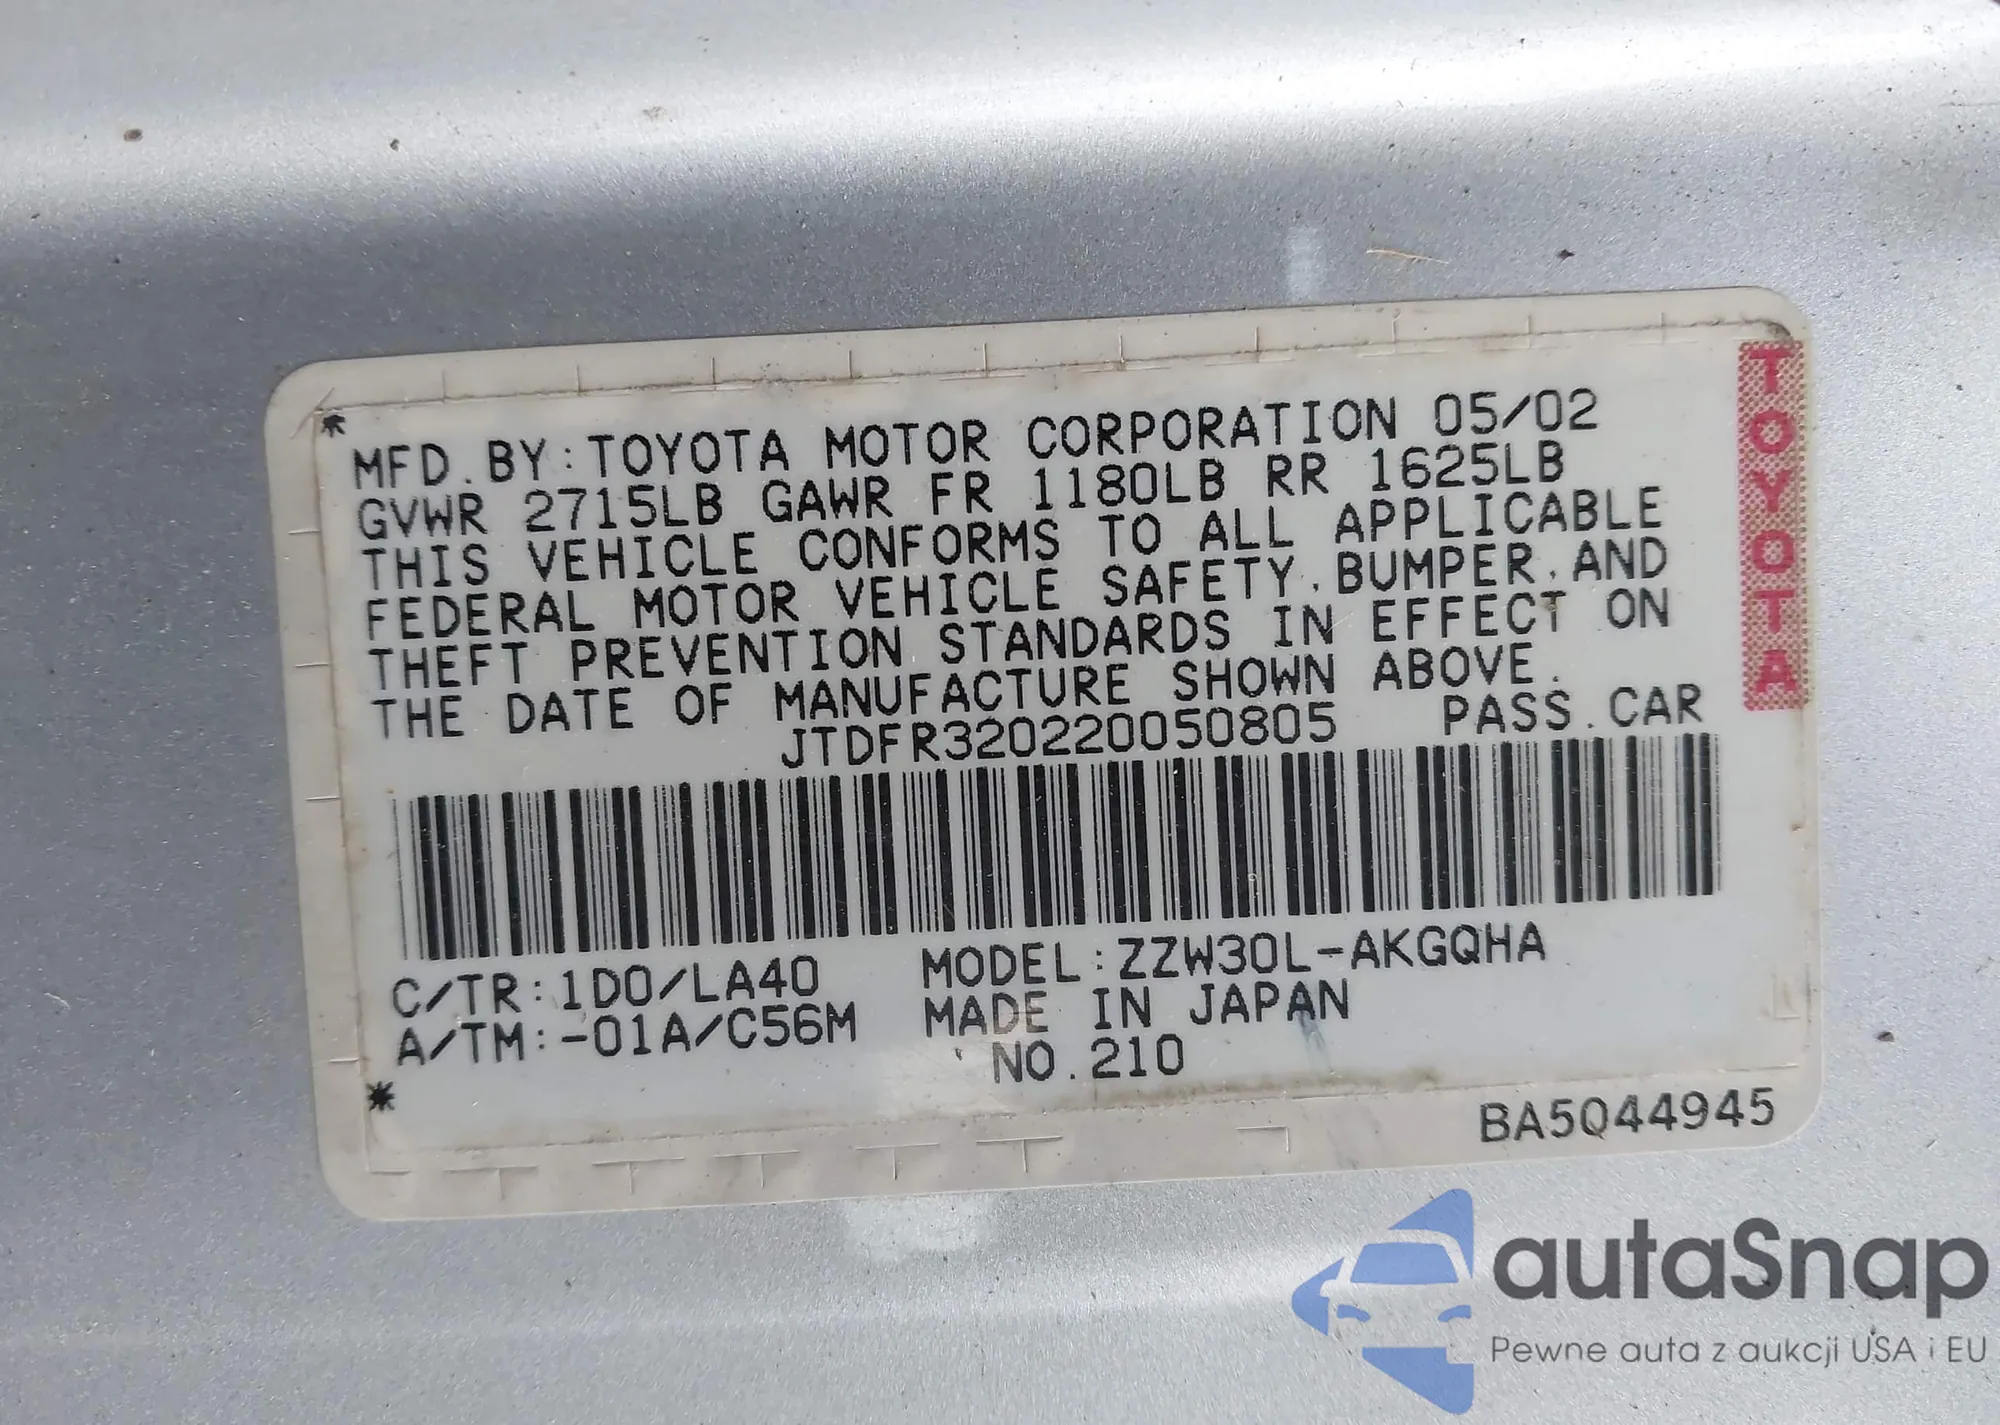 MFD.BY:TOYOTA MOTOR CORPORATION 05/02
GVWR 2715LB GAWR FR 1180LB RR 1625LB
THIS VEHICLE CONFORMS TO ALL APPLICABLE
FEDERAL MOTOR VEHICLE SAFETY,BUMPER,AND
THEFT PREVENTION STANDARDS IN EFFECT ON
THE DATE OF MANUFACTURE SHOWN ABOVE.
JTDFR320220050805 PASS.CAR
C/TR:1D0/LA40 MODEL:ZZW30L-AKGQHA
A/TM:-01A/C56M MADE IN JAPAN
NO.210
BA5Q44945
TOYOTA
autaSnap
Pewne auta z aukcji USA i EU